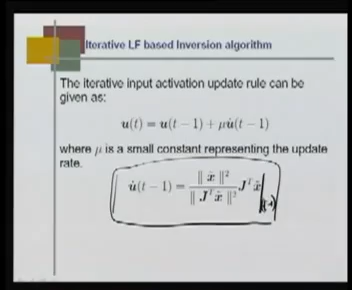 Iterative LF based Inversion algorithm
The iterative input activation update rule can be
given as:
u(t) = u(t − 1) + μu̇(t − 1)
where μ is a small constant representing the update
rate.
u̇(t − 1) = ‖ x̃ ‖² / ‖ Jᵀx̃ ‖² Jᵀx̃